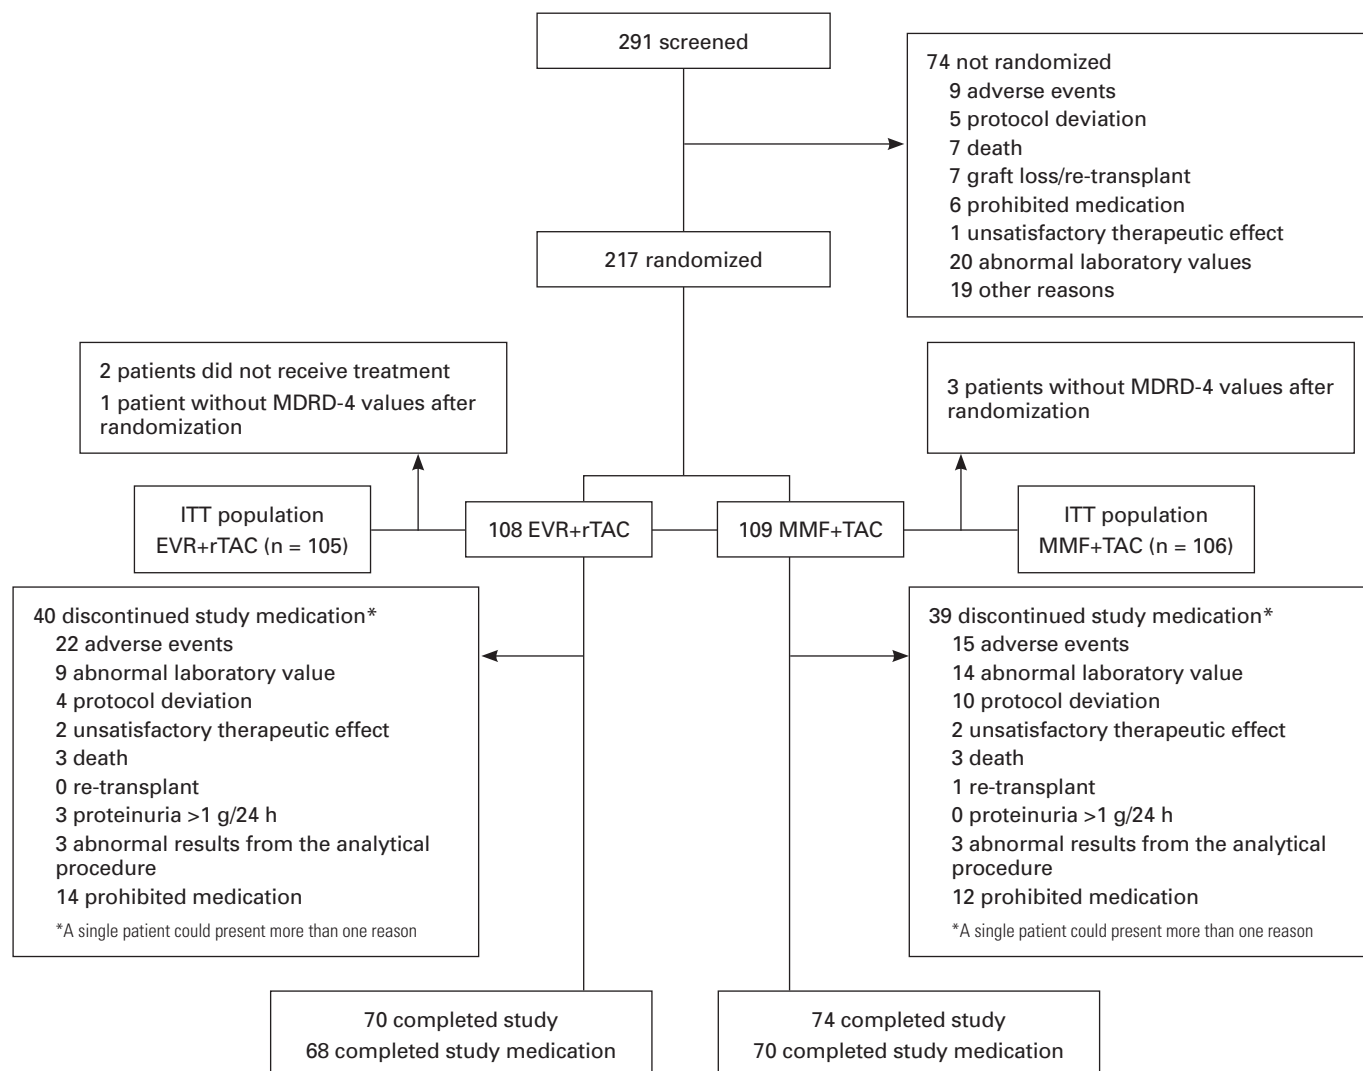 291 screened
74 not randomized
9 adverse events
5 protocol deviation
7 death
7 graft loss/re-transplant
6 prohibited medication
1 unsatisfactory therapeutic effect
20 abnormal laboratory values
19 other reasons
217 randomized
2 patients did not receive treatment
1 patient without MDRD-4 values after
randomization
3 patients without MDRD-4 values after
randomization
ITT population
EVR+rTAC (n = 105)
108 EVR+rTAC
109 MMF+TAC
ITT population
MMF+TAC (n = 106)
40 discontinued study medication*
22 adverse events
9 abnormal laboratory value
4 protocol deviation
2 unsatisfactory therapeutic effect
3 death
0 re-transplant
3 proteinuria >1 g/24 h
3 abnormal results from the analytical
procedure
14 prohibited medication
*A single patient could present more than one reason
39 discontinued study medication*
15 adverse events
14 abnormal laboratory value
10 protocol deviation
2 unsatisfactory therapeutic effect
3 death
1 re-transplant
0 proteinuria >1 g/24 h
3 abnormal results from the analytical
procedure
12 prohibited medication
*A single patient could present more than one reason
70 completed study
68 completed study medication
74 completed study
70 completed study medication